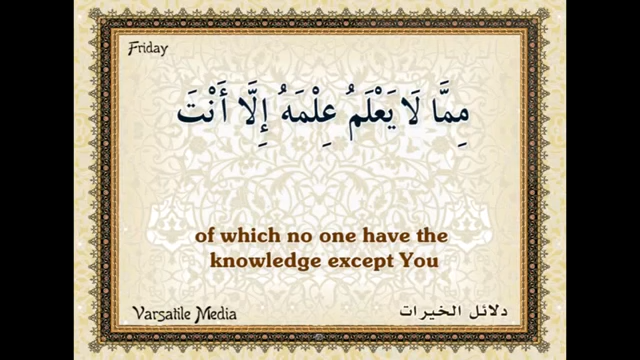 Friday
مِمَّا لَا يَعْلَمُ عِلْمَهُ إِلَّا أَنْتَ
of which no one have the
knowledge except You
Varsatile Media
دلائل الخيرات